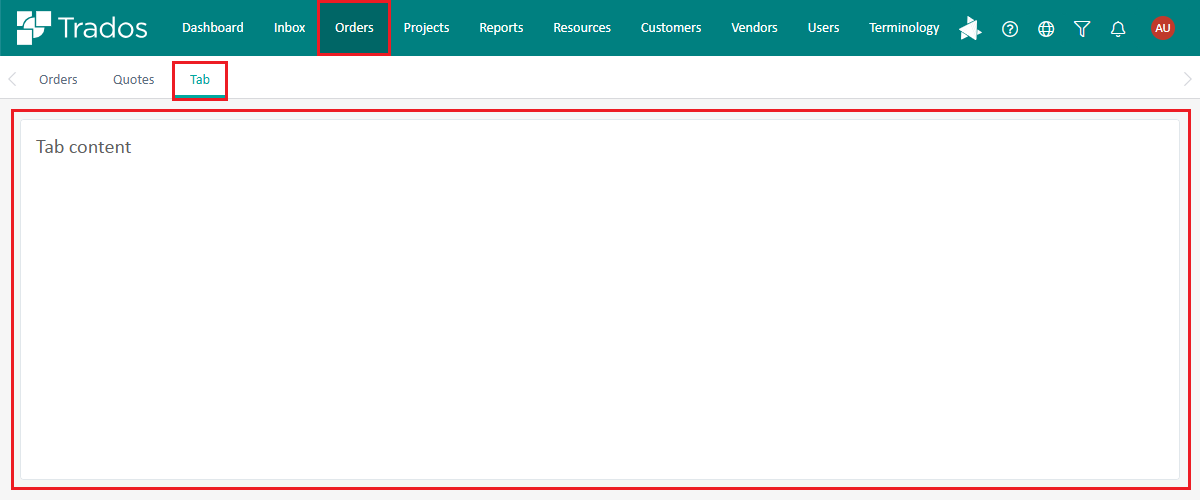 Trados Dashboard Inbox Orders Projects Reports Resources Customers Vendors Users Terminology ? AU
Orders Quotes Tab
Tab content